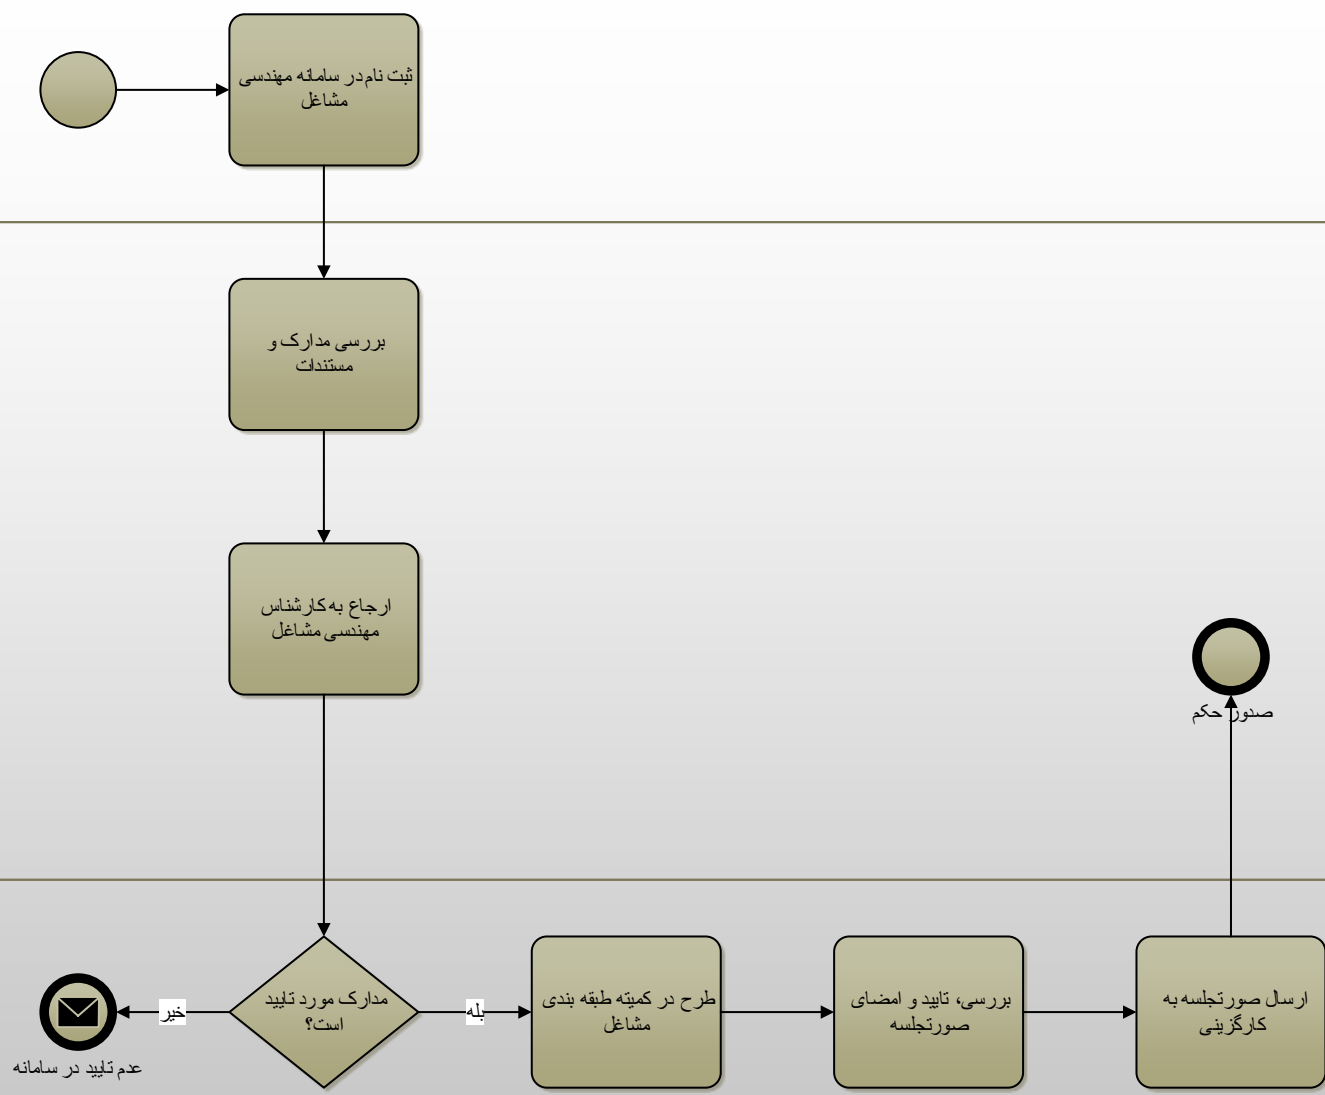 ثبت نام در سامانه مهندسی
مشاغل
بررسی مدارک و
مستندات
ارجاع به کارشناس
مهندسی مشاغل
صدور حکم
مدارک مورد تایید
است؟
خیر
عدم تایید در سامانه
بله
طرح در کمیته طبقه بندی
مشاغل
بررسی، تایید و امضای
صورتجلسه
ارسال صورتجلسه به
کارگزینی